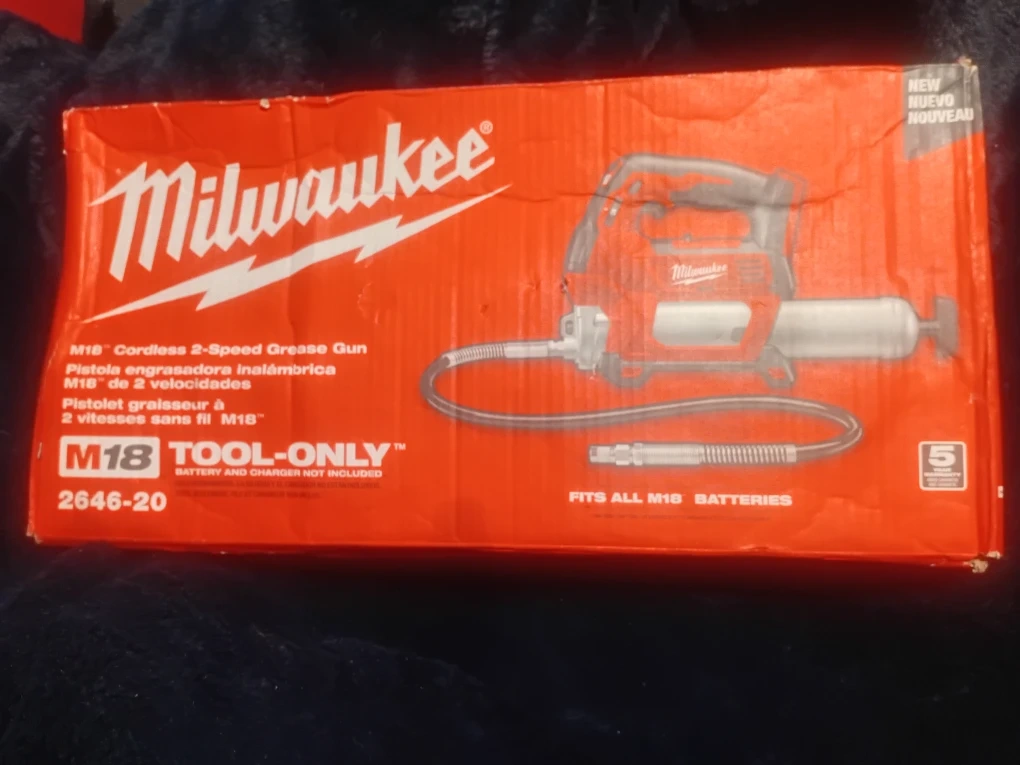 Milwaukee®
NEW
NUEVO
NOUVEAU
Milwaukee
M18™ Cordless 2-Speed Grease Gun
Pistola engrasadora inalámbrica
M18™ de 2 velocidades
Pistolet graisseur à
2 vitesses sans fil M18™
M18 TOOL-ONLY™
BATTERY AND CHARGER NOT INCLUDED
2646-20
FITS ALL M18 BATTERIES
5
YEAR
WARRANTY